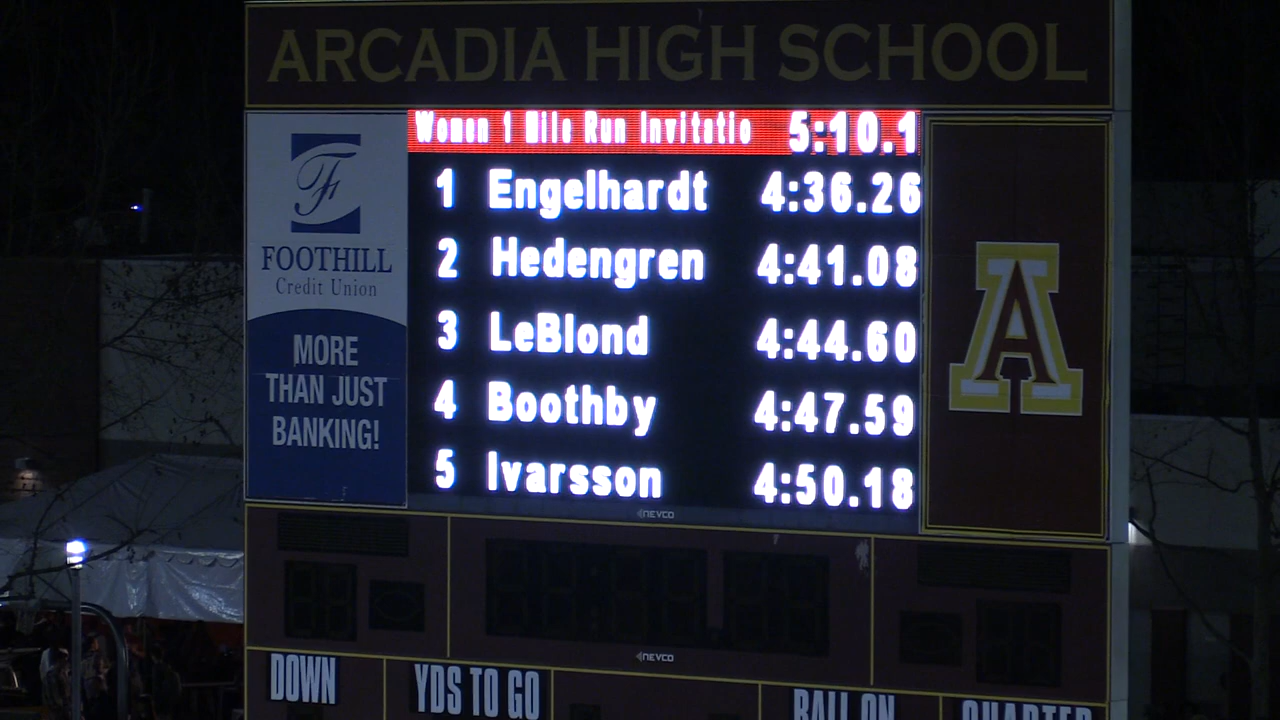 ARCADIA HIGH SCHOOL
Women 1 Mile Run Invitatio 5:10.1
1 Engelhardt 4:36.26
2 Hedengren 4:41.08
3 LeBlond 4:44.60
4 Boothby 4:47.59
5 Ivarsson 4:50.18
F
FOOTHILL
Credit Union
MORE
THAN JUST
BANKING!
A
NEVCO
NEVCO
DOWN YDS TO GO BALL ON QUARTER